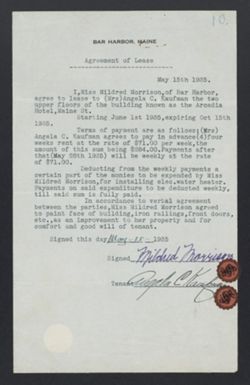 10.
BAR HARBOR, MAINE
Agreement of Lease
May 15th 1935.
I, Miss Mildred Morrison, of Bar Harbor,
agree to lease to (Mrs) Angela C. Kaufman the two
upper floors of the building known as the Arcadia
Hotel, Maine St.
Starting June 1st 1935, expiring Oct 15th
1935.
Terms of payment are as follows; (Mrs)
Angela C. Kaufman agrees to pay in advance (4) four
weeks rent at the rate of $71.00 per week, the
amount of this sum being $284.00. Payments after
that (May 28th 1935) will be weekly at the rate
of $71.00.
Deducting from the weekly payments a
certain part of the monies to be expended by Miss
Mildred Morrison, for installing electric heater.
Payments on said expenditure to be deducted weekly,
till said sum is fully paid.
In accordance to verbal agreement
between the parties, Miss Mildred Morrison agreed
to paint face of building, iron railings, front doors,
etc., as an improvement to her property and for
comfort and good will of tenant.
Signed this day May 1935
Signed Mildred Morrison
Tenant Angela C. Kaufman